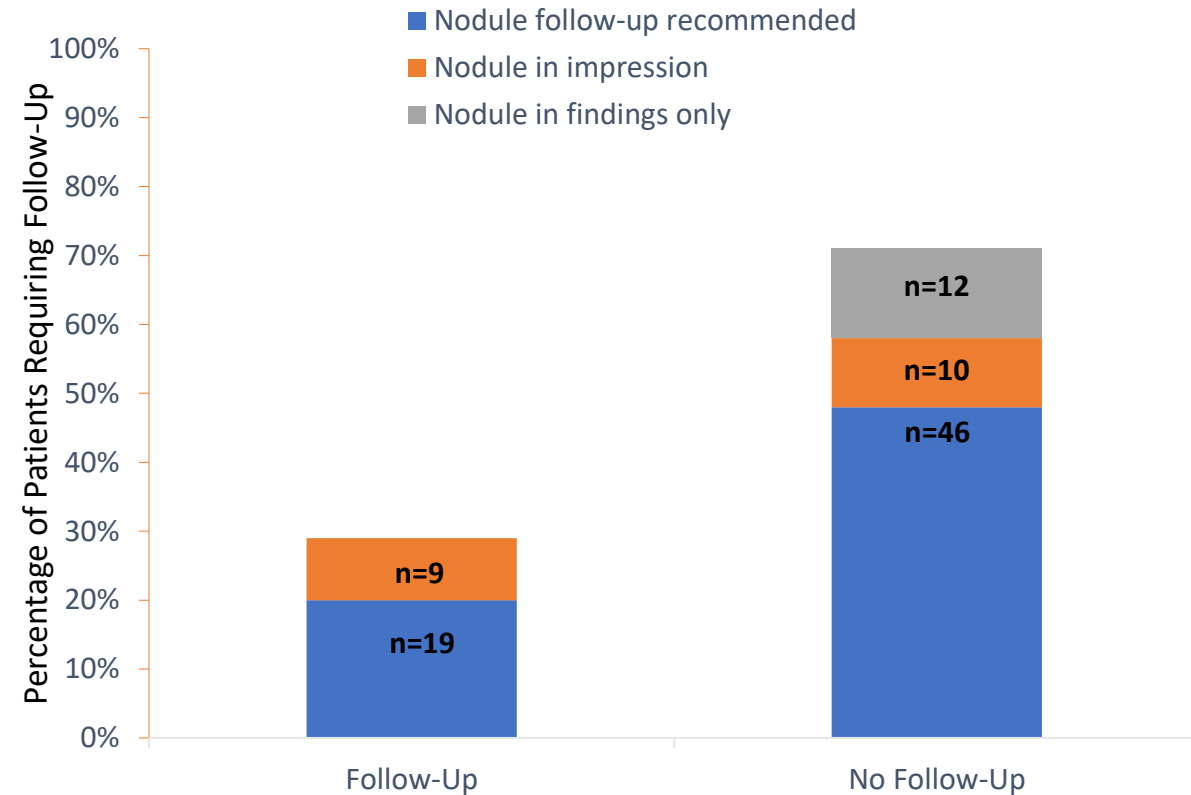 Nodule follow-up recommended
Nodule in impression
Nodule in findings only
Percentage of Patients Requiring Follow-Up
100%
90%
80%
70%
60%
50%
40%
30%
20%
10%
0%
n=9
n=19
n=12
n=10
n=46
Follow-Up
No Follow-Up